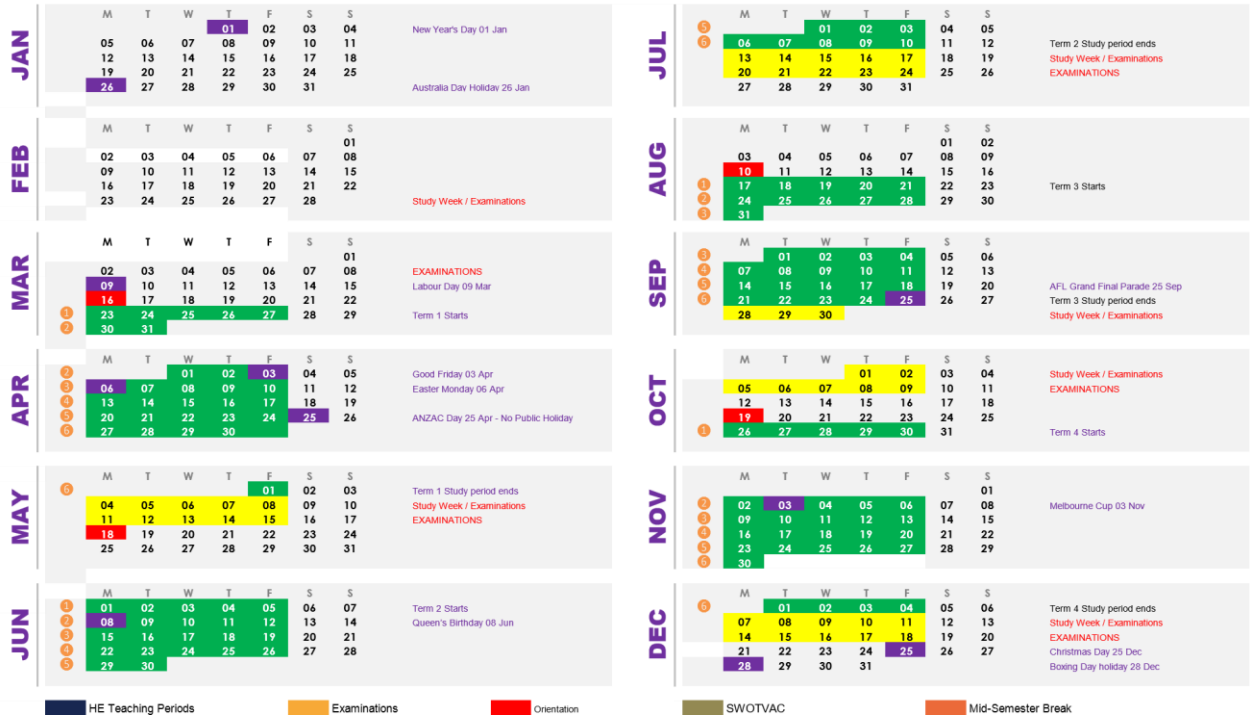 JAN
M T W T F S S
01 02 03 04 New Year's Day 01 Jan
05 06 07 08 09 10 11
12 13 14 15 16 17 18
19 20 21 22 23 24 25
26 27 28 29 30 31 Australia Day Holiday 26 Jan
FEB
M T W T F S S
01
02 03 04 05 06 07 08
09 10 11 12 13 14 15
16 17 18 19 20 21 22
23 24 25 26 27 28 Study Week / Examinations
MAR
M T W T F S S
01
02 03 04 05 06 07 08 EXAMINATIONS
09 10 11 12 13 14 15 Labour Day 09 Mar
16 17 18 19 20 21 22
1 23 24 25 26 27 28 29 Term 1 Starts
2 30 31
APR
M T W T F S S
2 01 02 03 04 05 Good Friday 03 Apr
3 06 07 08 09 10 11 12 Easter Monday 06 Apr
4 13 14 15 16 17 18 19
5 20 21 22 23 24 25 26 ANZAC Day 25 Apr - No Public Holiday
6 27 28 29 30
MAY
M T W T F S S
6 01 02 03 Term 1 Study period ends
04 05 06 07 08 09 10 Study Week / Examinations
11 12 13 14 15 16 17 EXAMINATIONS
18 19 20 21 22 23 24
25 26 27 28 29 30 31
JUN
M T W T F S S
1 01 02 03 04 05 06 07 Term 2 Starts
2 08 09 10 11 12 13 14 Queen's Birthday 08 Jun
3 15 16 17 18 19 20 21
4 22 23 24 25 26 27 28
5 29 30
JUL
M T W T F S S
5 01 02 03 04 05
6 06 07 08 09 10 11 12 Term 2 Study period ends
13 14 15 16 17 18 19 Study Week / Examinations
20 21 22 23 24 25 26 EXAMINATIONS
27 28 29 30 31
AUG
M T W T F S S
01 02
03 04 05 06 07 08 09
10 11 12 13 14 15 16
1 17 18 19 20 21 22 23 Term 3 Starts
2 24 25 26 27 28 29 30
3 31
SEP
M T W T F S S
3 01 02 03 04 05 06
4 07 08 09 10 11 12 13
5 14 15 16 17 18 19 20 AFL Grand Final Parade 25 Sep
6 21 22 23 24 25 26 27 Term 3 Study period ends
28 29 30 Study Week / Examinations
OCT
M T W T F S S
01 02 03 04 Study Week / Examinations
05 06 07 08 09 10 11 EXAMINATIONS
12 13 14 15 16 17 18
19 20 21 22 23 24 25
1 26 27 28 29 30 31 Term 4 Starts
NOV
M T W T F S S
01
2 02 03 04 05 06 07 08 Melbourne Cup 03 Nov
3 09 10 11 12 13 14 15
4 16 17 18 19 20 21 22
5 23 24 25 26 27 28 29
6 30
DEC
M T W T F S S
6 01 02 03 04 05 06 Term 4 Study period ends
07 08 09 10 11 12 13 Study Week / Examinations
14 15 16 17 18 19 20 EXAMINATIONS
21 22 23 24 25 26 27 Christmas Day 25 Dec
28 29 30 31 Boxing Day holiday 28 Dec
HE Teaching Periods Examinations Orientation SWOTVAC Mid-Semester Break